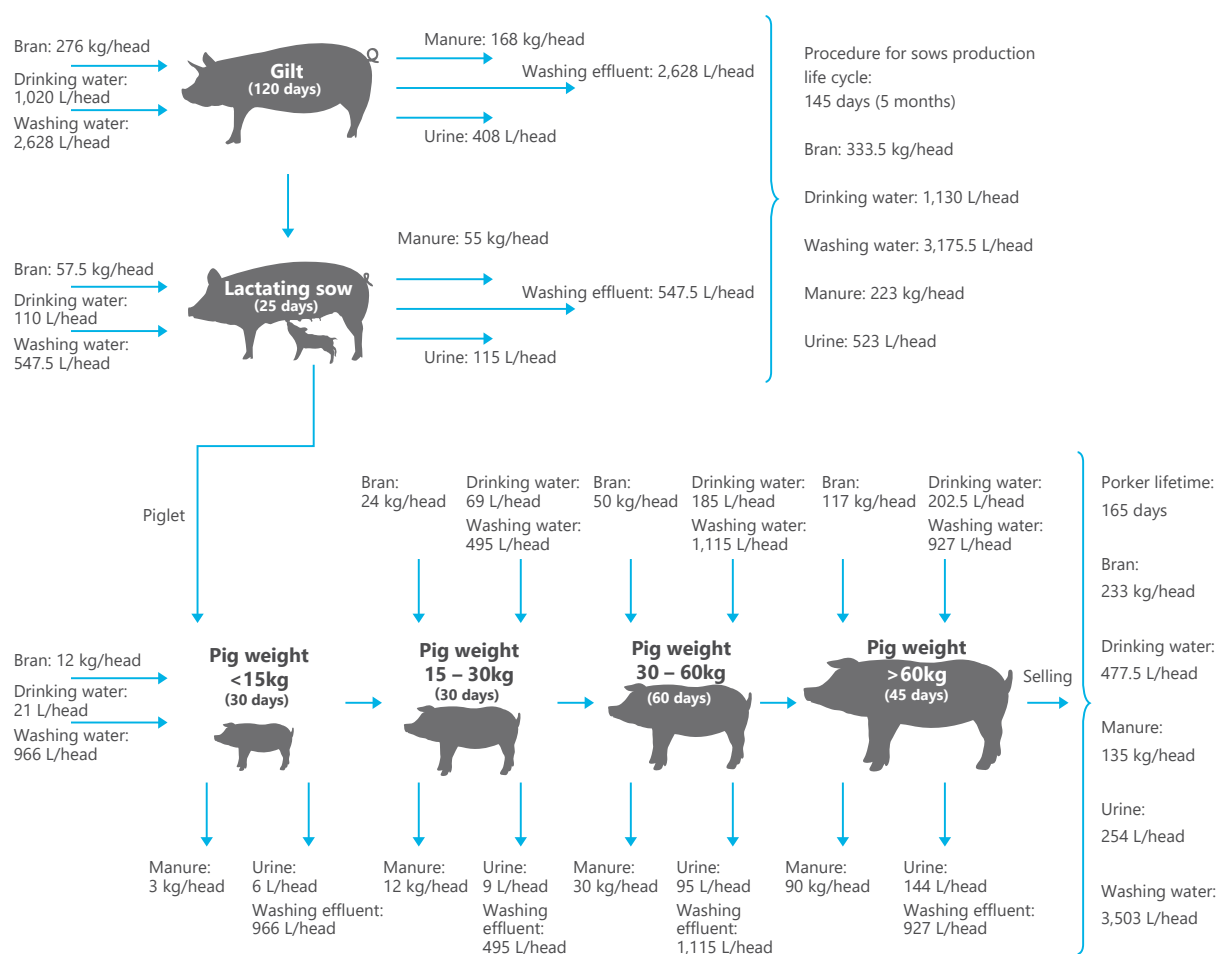 Bran: 276 kg/head
Drinking water:
1,020 L/head
Washing water:
2,628 L/head
Gilt
(120 days)
Manure: 168 kg/head
Washing effluent: 2,628 L/head
Urine: 408 L/head
Procedure for sows production
life cycle:
145 days (5 months)
Bran: 333.5 kg/head
Drinking water: 1,130 L/head
Washing water: 3,175.5 L/head
Manure: 223 kg/head
Urine: 523 L/head
Bran: 57.5 kg/head
Drinking water:
110 L/head
Washing water:
547.5 L/head
Lactating sow
(25 days)
Manure: 55 kg/head
Washing effluent: 547.5 L/head
Urine: 115 L/head
Piglet
Bran: 12 kg/head
Drinking water:
21 L/head
Washing water:
966 L/head
Pig weight
<15kg
(30 days)
Manure:
3 kg/head
Urine:
6 L/head
Washing effluent:
966 L/head
Bran:
24 kg/head
Drinking water:
69 L/head
Washing water:
495 L/head
Pig weight
15 – 30kg
(30 days)
Manure:
12 kg/head
Urine:
9 L/head
Washing
effluent:
495 L/head
Bran:
50 kg/head
Drinking water:
185 L/head
Washing water:
1,115 L/head
Pig weight
30 – 60kg
(60 days)
Manure:
30 kg/head
Urine:
95 L/head
Washing
effluent:
1,115 L/head
Bran:
117 kg/head
Drinking water:
202.5 L/head
Washing water:
927 L/head
Pig weight
>60kg
(45 days)
Manure:
90 kg/head
Urine:
144 L/head
Washing effluent:
927 L/head
Selling
Porker lifetime:
165 days
Bran:
233 kg/head
Drinking water:
477.5 L/head
Manure:
135 kg/head
Urine:
254 L/head
Washing water:
3,503 L/head